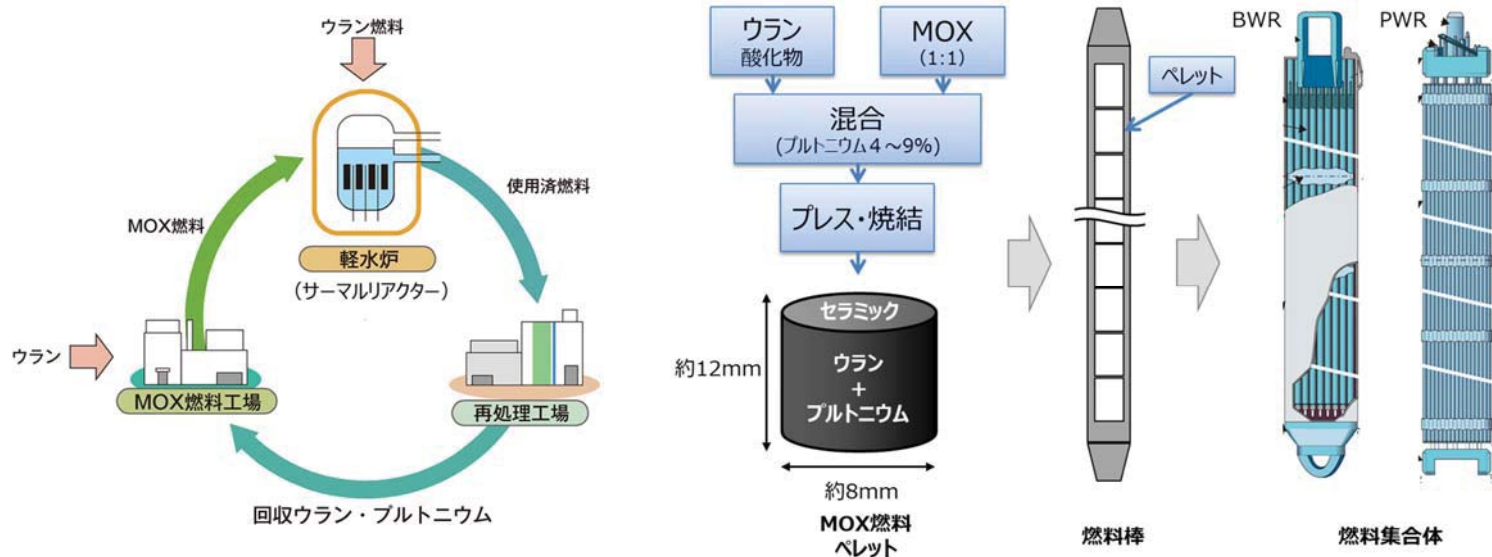 ウラン燃料
使用済燃料
MOX燃料
軽水炉
(サーマルリアクター)
ウラン
MOX燃料工場
再処理工場
回収ウラン・プルトニウム
ウラン
酸化物
MOX
(1:1)
混合
(プルトニウム4～9%)
プレス・焼結
セラミック
ウラン
+
プルトニウム
約12mm
約8mm
MOX燃料
ペレット
ペレット
燃料棒
BWR
PWR
燃料集合体